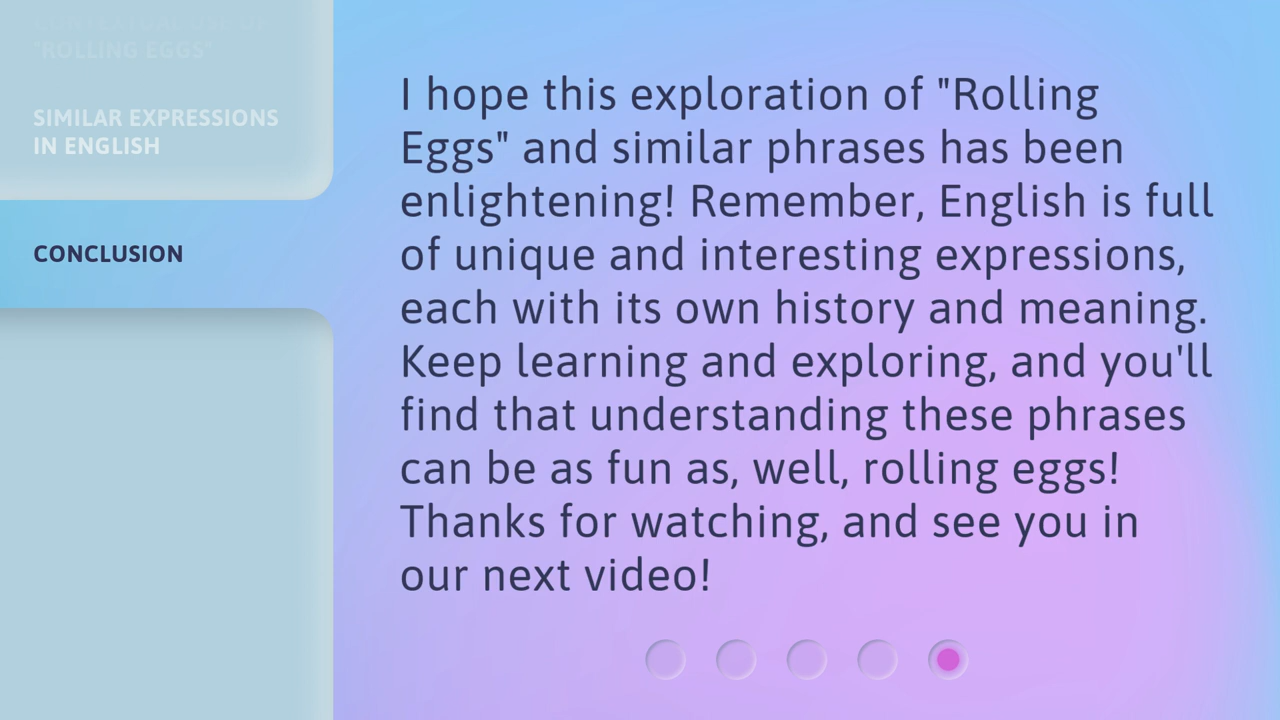 CONTEXTUAL USE OF
"ROLLING EGGS"
SIMILAR EXPRESSIONS
IN ENGLISH
CONCLUSION
I hope this exploration of "Rolling
Eggs" and similar phrases has been
enlightening! Remember, English is full
of unique and interesting expressions,
each with its own history and meaning.
Keep learning and exploring, and you'll
find that understanding these phrases
can be as fun as, well, rolling eggs!
Thanks for watching, and see you in
our next video!